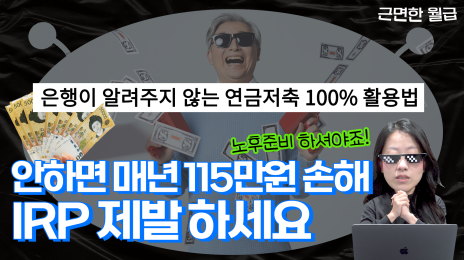 근면한 월급
은행이 알려주지 않는 연금저축 100% 활용법
노후준비 하셔야죠!
안하면 매년 115만원 손해
IRP 제발 하세요